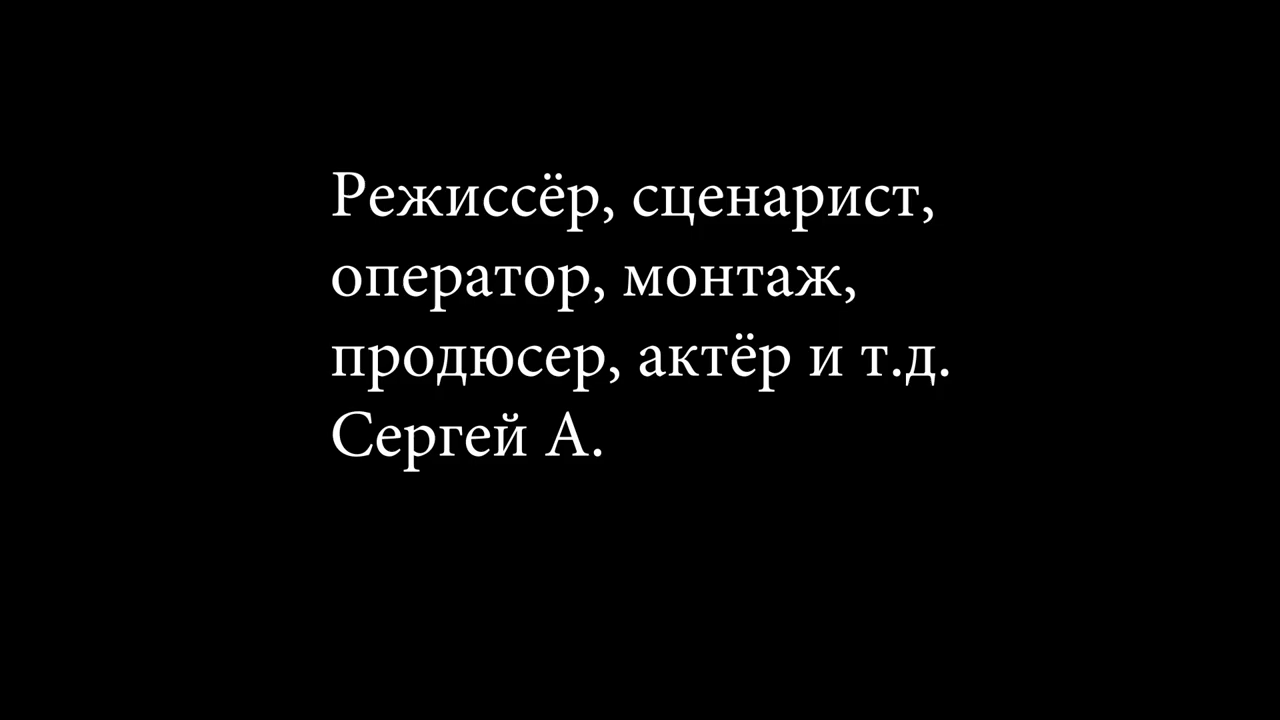 Режиссёр, сценарист,
оператор, монтаж,
продюсер, актёр и т.д.
Сергей А.